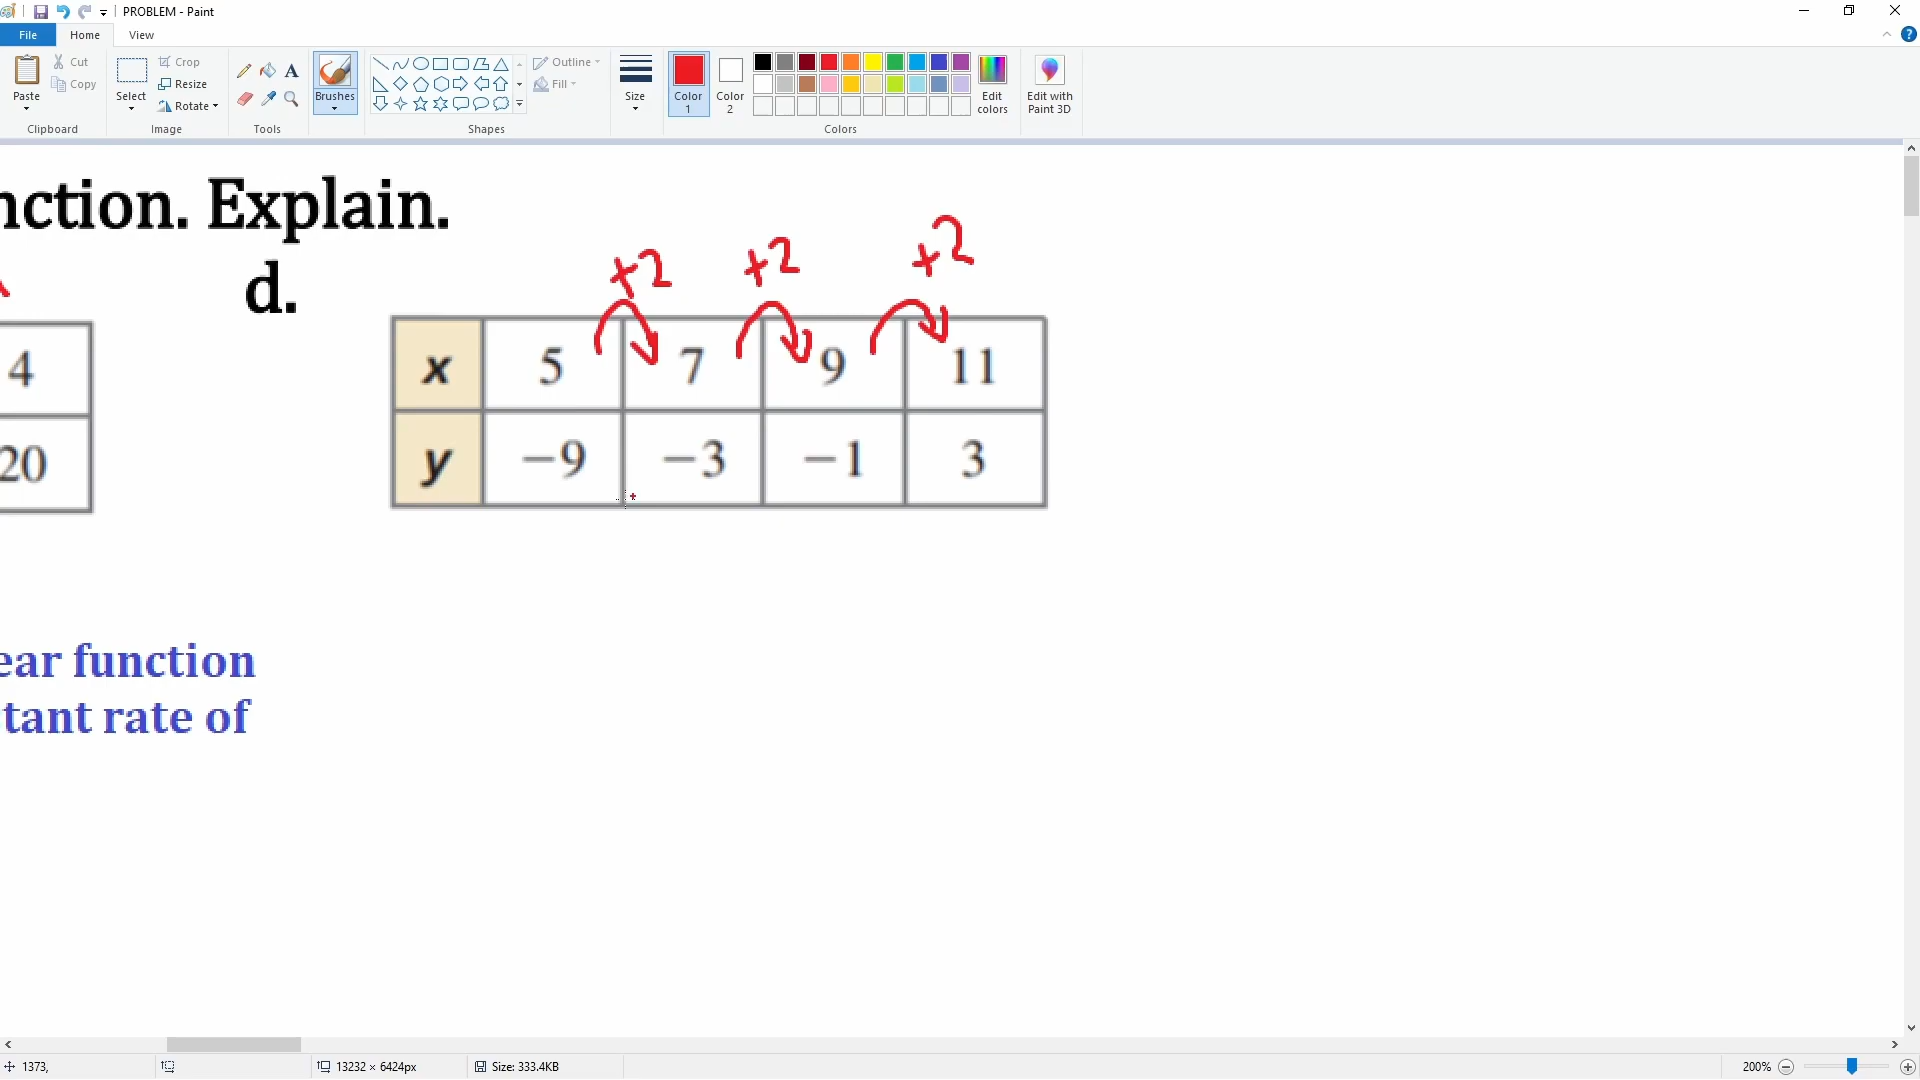 PROBLEM - Paint
File Home View
Paste
Cut
Copy
Clipboard
Select
Crop
Resize
Rotate
Image
A
Tools
Brushes
Outline
Fill
Shapes
Size
Color 1
Color 2
Edit colors
Edit with Paint 3D
Colors
nction. Explain.
+2 +2 +2
d.
4
20
x 5 7 9 11
y −9 −3 −1 3
ear function
tant rate of
1373,
13232 × 6424px
Size: 333.4KB
200%